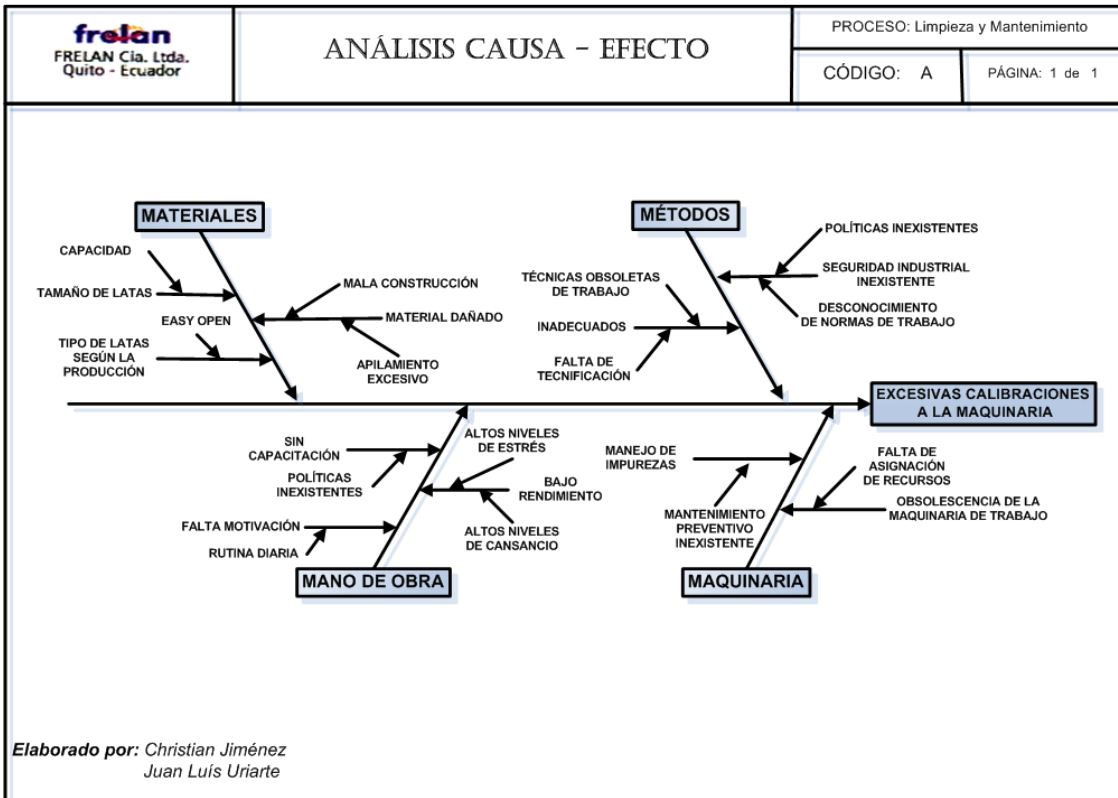 frelan
FRELAN Cia. Ltda.
Quito - Ecuador
ANÁLISIS CAUSA - EFECTO
PROCESO: Limpieza y Mantenimiento
CÓDIGO: A
PÁGINA: 1 de 1
MATERIALES
CAPACIDAD
TAMAÑO DE LATAS
EASY OPEN
TIPO DE LATAS
SEGÚN LA
PRODUCCIÓN
MALA CONSTRUCCIÓN
MATERIAL DAÑADO
APILAMIENTO
EXCESIVO
MÉTODOS
TÉCNICAS OBSOLETAS
DE TRABAJO
INADECUADOS
FALTA DE
TECNIFICACIÓN
POLÍTICAS INEXISTENTES
SEGURIDAD INDUSTRIAL
INEXISTENTE
DESCONOCIMIENTO
DE NORMAS DE TRABAJO
EXCESIVAS CALIBRACIONES
A LA MAQUINARIA
SIN
CAPACITACIÓN
POLÍTICAS
INEXISTENTES
FALTA MOTIVACIÓN
RUTINA DIARIA
ALTOS NIVELES
DE ESTRÉS
BAJO
RENDIMIENTO
ALTOS NIVELES
DE CANSANCIO
MANO DE OBRA
MANEJO DE
IMPUREZAS
MANTENIMIENTO
PREVENTIVO
INEXISTENTE
FALTA DE
ASIGNACIÓN
DE RECURSOS
OBSOLESCENCIA DE LA
MAQUINARIA DE TRABAJO
MAQUINARIA
Elaborado por: Christian Jiménez
Juan Luís Uriarte